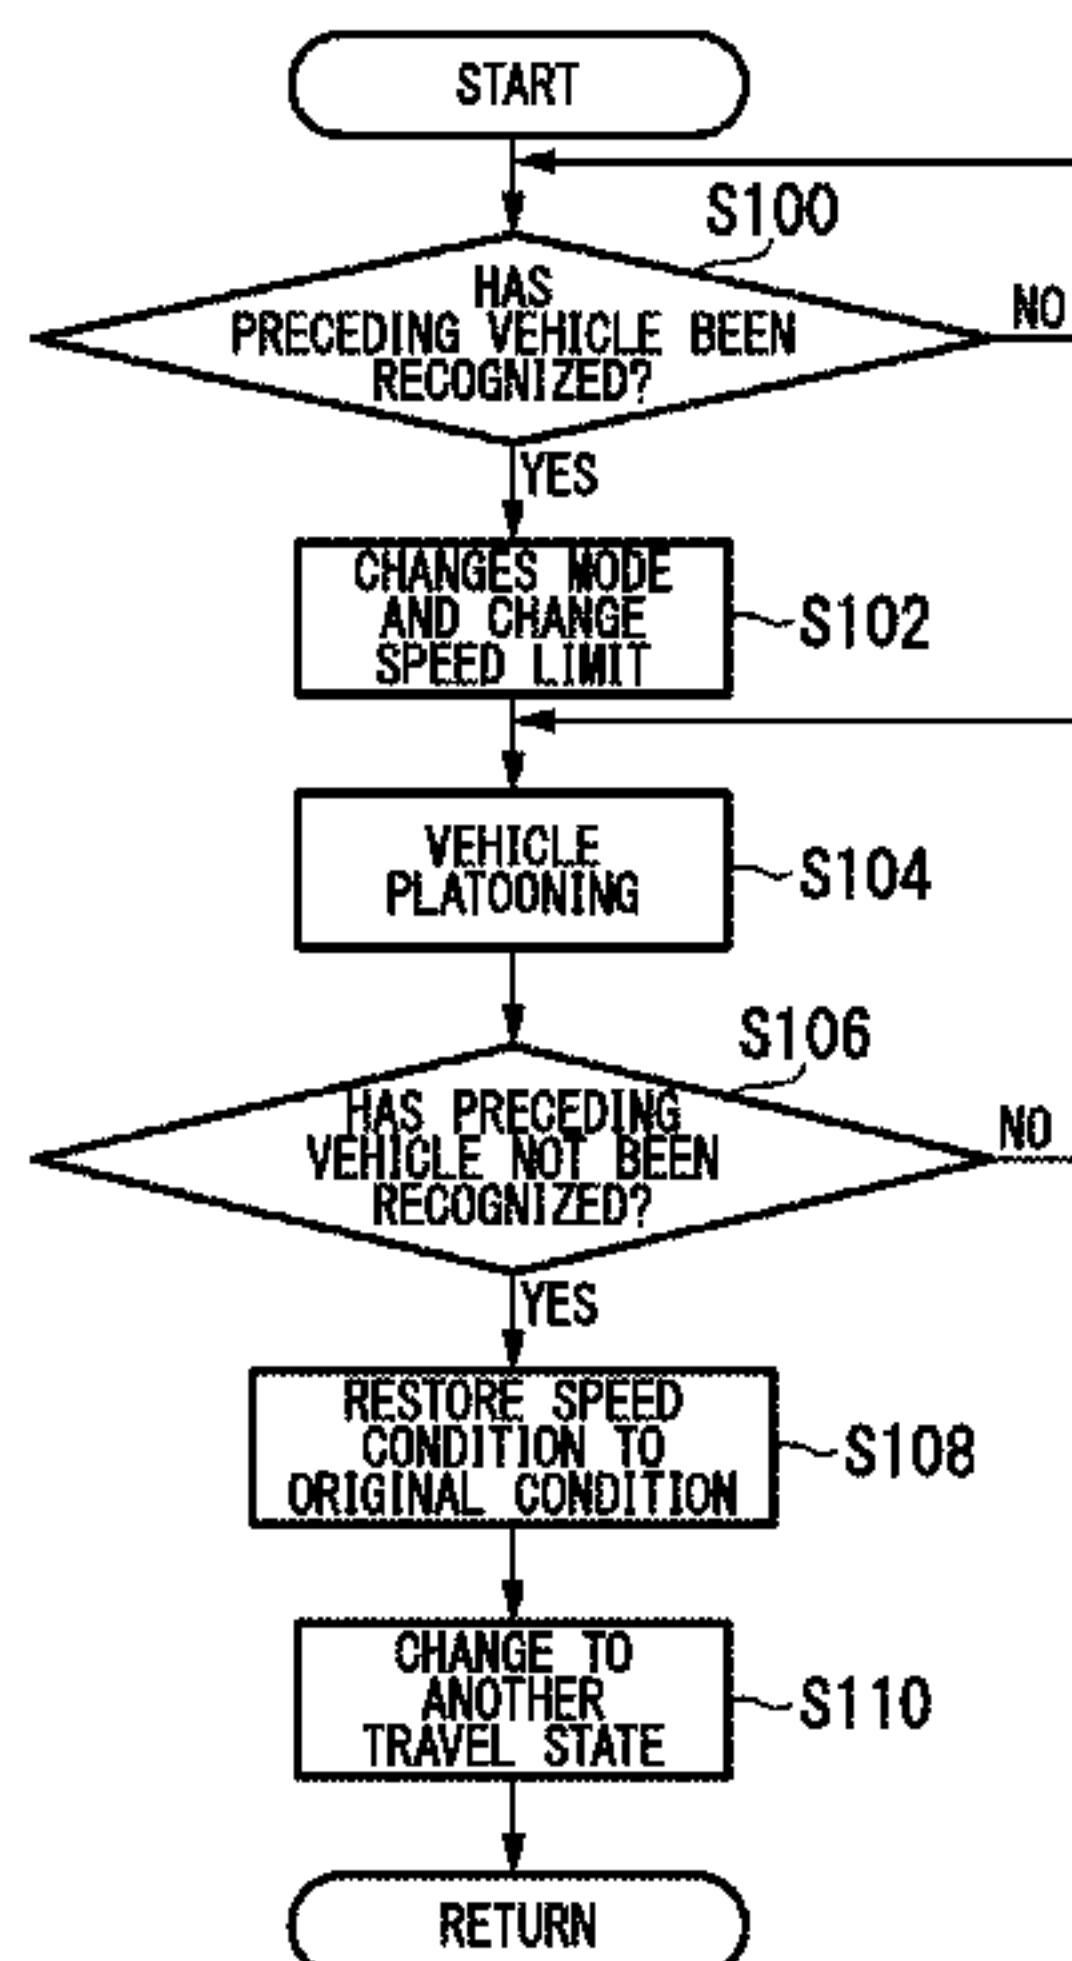 START
S100
HAS
PRECEDING VEHICLE BEEN
RECOGNIZED?
NO
YES
CHANGES MODE
AND CHANGE
SPEED LIMIT
S102
VEHICLE
PLATOONING
S104
S106
HAS PRECEDING
VEHICLE NOT BEEN
RECOGNIZED?
NO
YES
RESTORE SPEED
CONDITION TO
ORIGINAL CONDITION
S108
CHANGE TO
ANOTHER
TRAVEL STATE
S110
RETURN